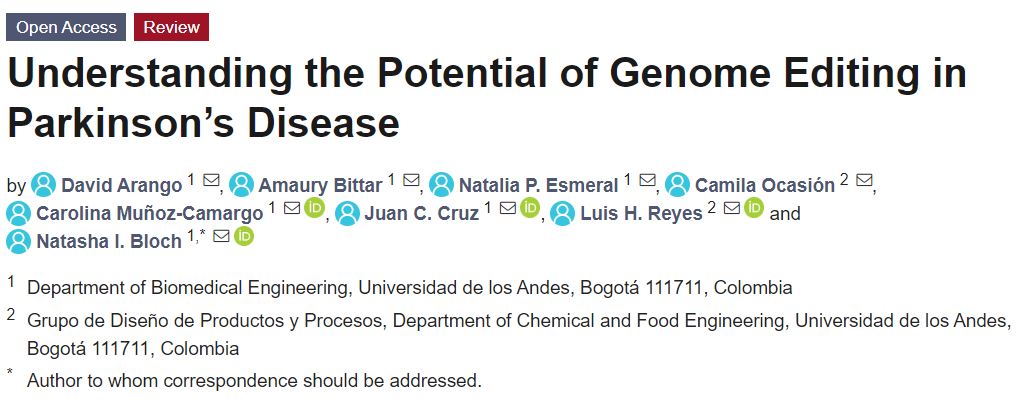 Open Access Review
Understanding the Potential of Genome Editing in
Parkinson’s Disease
by David Arango 1, Amaury Bittar 1, Natalia P. Esmeral 1, Camila Ocasión 2,
Carolina Muñoz-Camargo 1 iD, Juan C. Cruz 1 iD, Luis H. Reyes 2 iD and
Natasha I. Bloch 1,* iD
1 Department of Biomedical Engineering, Universidad de los Andes, Bogotá 111711, Colombia
2 Grupo de Diseño de Productos y Procesos, Department of Chemical and Food Engineering, Universidad de los Andes,
Bogotá 111711, Colombia
* Author to whom correspondence should be addressed.